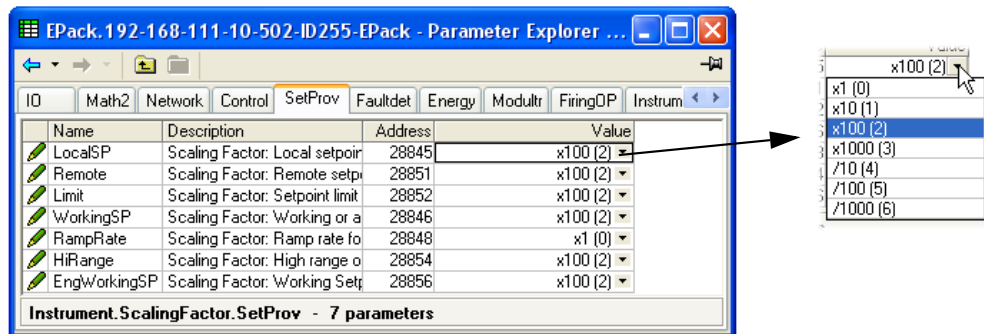 EPack.192-168-111-10-502-ID255-EPack - Parameter Explorer ...
IO Math2 Network Control SetProv Faultdet Energy Modultr FiringOP Instrum
Name Description Address Value
LocalSP Scaling Factor: Local setpoin 28845 x100 (2)
Remote Scaling Factor: Remote setp 28851 x100 (2)
Limit Scaling Factor: Setpoint limit 28852 x100 (2)
WorkingSP Scaling Factor: Working or a 28846 x100 (2)
RampRate Scaling Factor: Ramp rate fo 28848 x1 (0)
HiRange Scaling Factor: High range o 28854 x100 (2)
EngWorkingSP Scaling Factor: Working Setp 28856 x100 (2)
Instrument.ScalingFactor.SetProv - 7 parameters
x100 (2)
x1 (0)
x10 (1)
x100 (2)
x1000 (3)
/10 (4)
/100 (5)
/1000 (6)